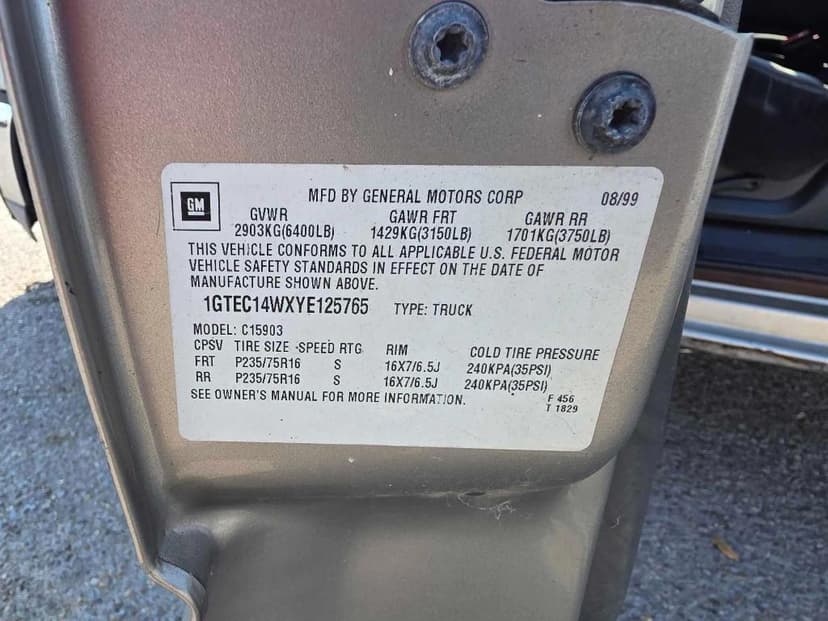 GM
MFD BY GENERAL MOTORS CORP 08/99
GVWR GAWR FRT GAWR RR
2903KG(6400LB) 1429KG(3150LB) 1701KG(3750LB)
THIS VEHICLE CONFORMS TO ALL APPLICABLE U.S. FEDERAL MOTOR
VEHICLE SAFETY STANDARDS IN EFFECT ON THE DATE OF
MANUFACTURE SHOWN ABOVE.
1GTEC14WXYE125765 TYPE: TRUCK
MODEL: C15903
CPSV TIRE SIZE -SPEED RTG RIM COLD TIRE PRESSURE
FRT P235/75R16 S 16X7/6.5J 240KPA(35PSI)
RR P235/75R16 S 16X7/6.5J 240KPA(35PSI)
SEE OWNER'S MANUAL FOR MORE INFORMATION. F 456
T 1829